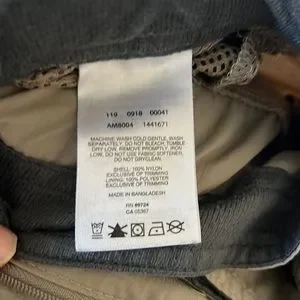 119 0918 00041
AM8004 1441671
MACHINE WASH COLD GENTLE, WASH
SEPARATELY, DO NOT BLEACH, TUMBLE
DRY LOW, REMOVE PROMPTLY, IRON
LOW, DO NOT USE FABRIC SOFTENER,
DO NOT DRYCLEAN
SHELL: 100% NYLON
EXCLUSIVE OF TRIMMING
LINING: 100% POLYESTER
EXCLUSIVE OF TRIMMING
MADE IN BANGLADESH
RN 69724
CA 05367